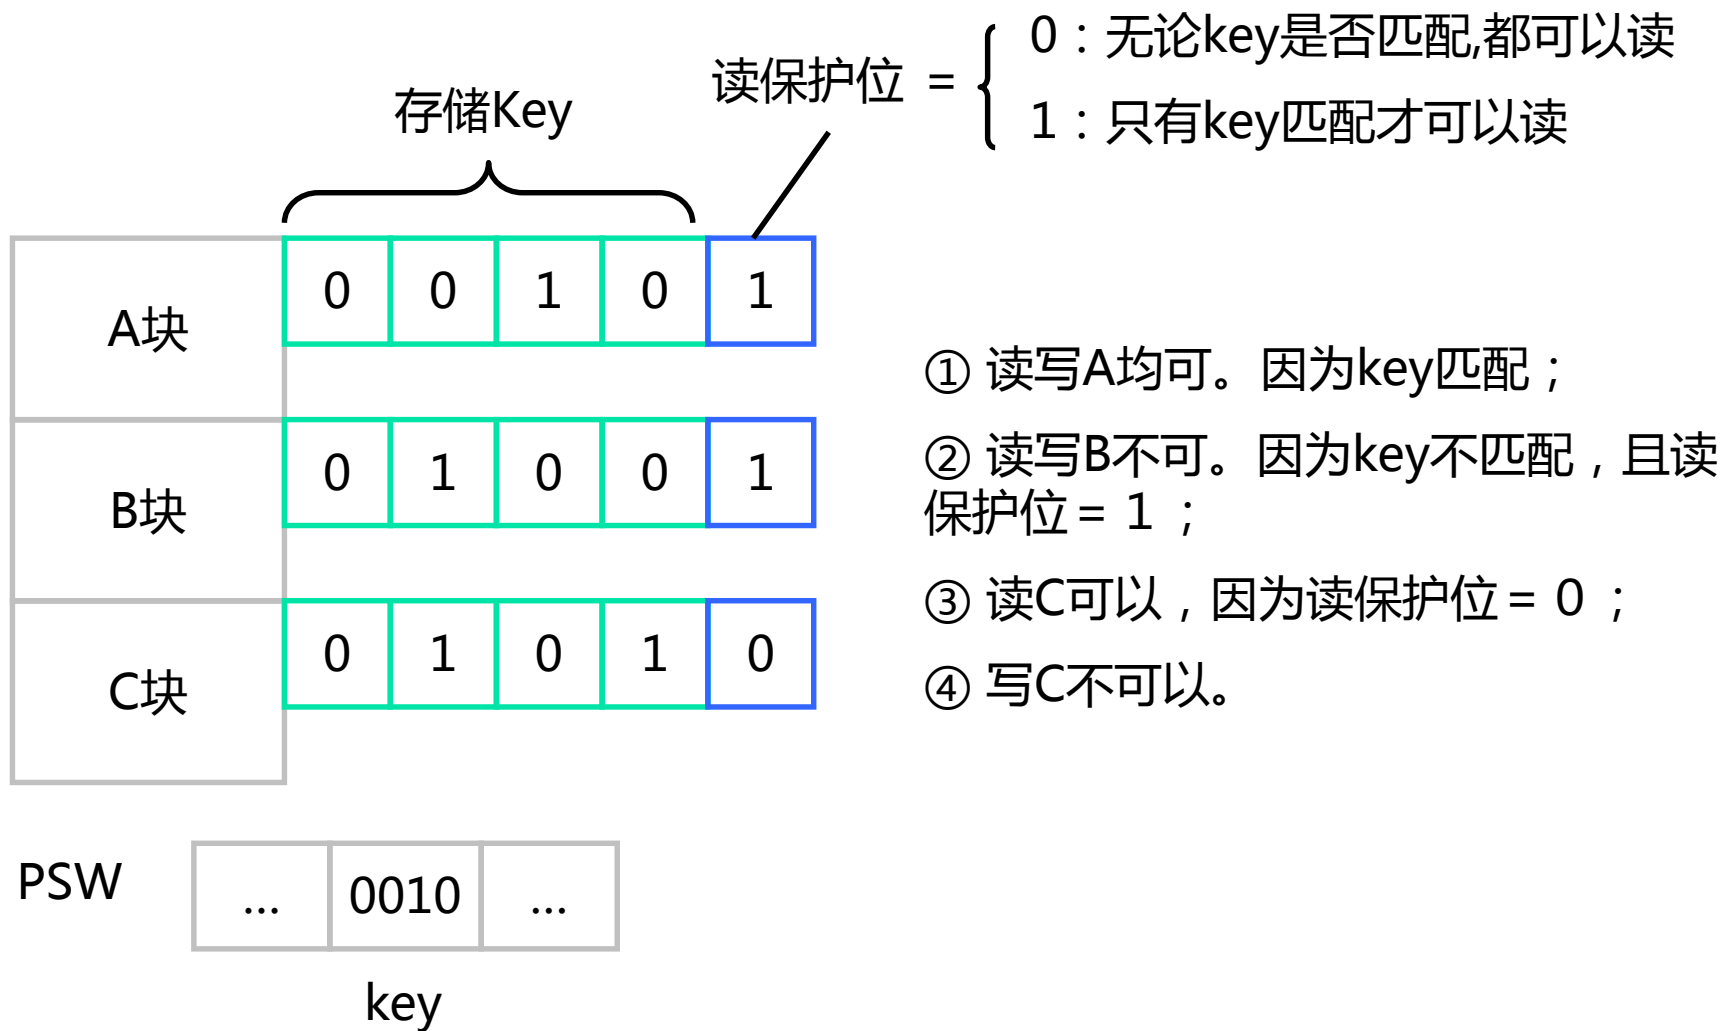 0：无论key是否匹配,都可以读
读保护位 =
1：只有key匹配才可以读
存储Key
A块
0 0 1 0 1
B块
0 1 0 0 1
C块
0 1 0 1 0
① 读写A均可。因为key匹配；
② 读写B不可。因为key不匹配，且读
保护位 = 1 ；
③ 读C可以，因为读保护位 = 0 ；
④ 写C不可以。
PSW
... 0010 ...
key